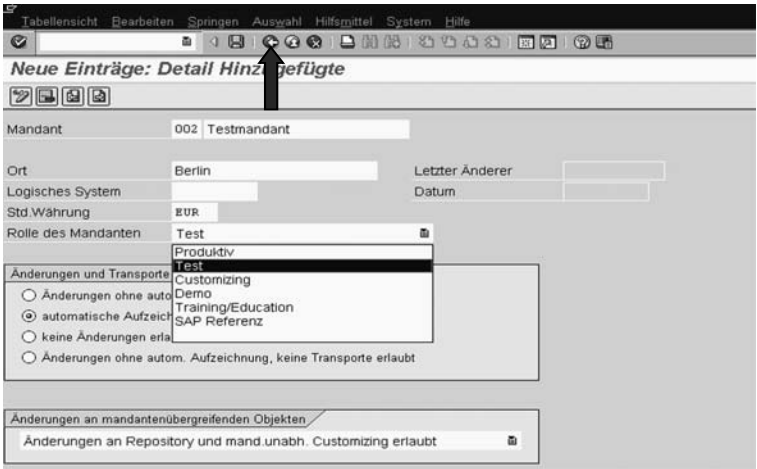 Tabellensicht Bearbeiten Springen Auswahl Hilfsmittel System Hilfe
Neue Einträge: Detail Hinzugefügte
Mandant 002 Testmandant
Ort Berlin Letzter Änderer
Logisches System Datum
Std.Währung EUR
Rolle des Mandanten Test
Produktiv
Test
Customizing
Demo
Training/Education
SAP Referenz
Änderungen und Transporte
Änderungen ohne auto
automatische Aufzeich
keine Änderungen erla
Änderungen ohne autom. Aufzeichnung, keine Transporte erlaubt
Änderungen an mandantenübergreifenden Objekten
Änderungen an Repository und mand.unabh. Customizing erlaubt